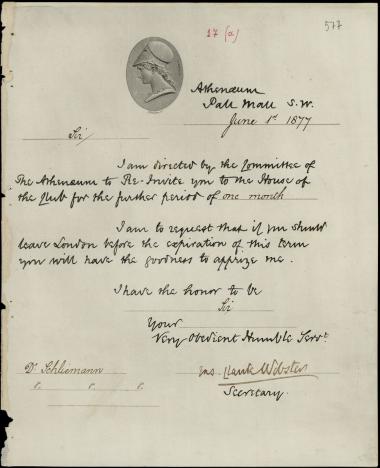 17 (a)
577
Athenæum
Pall Mall S.W.
June 1st 1877
Sir/
I am directed by the Committee of
The Athenæum to Re-Invite you to the House of
the Club for the further period of one month
I am to request that if you should
leave London before the expiration of this term
you will have the goodness to apprize me.
I have the honor to be
Sir
Your
Very Obedient Humble Servt.
Dr Schliemann
Webster
Secretary.